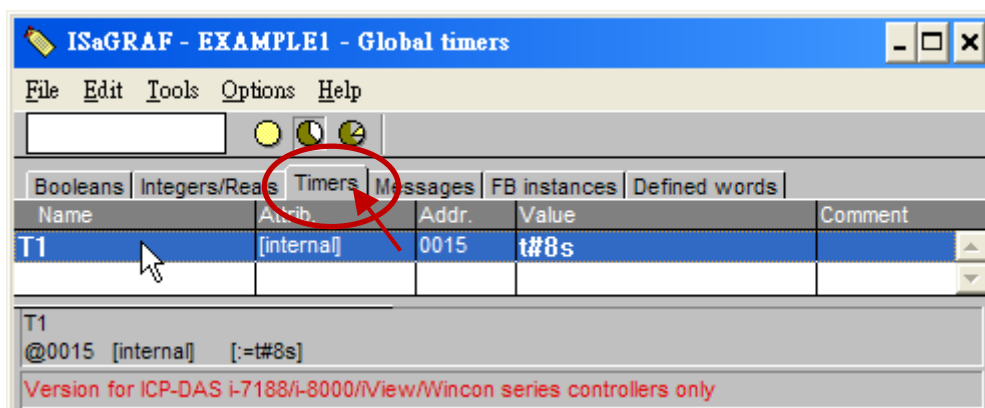 ISaGRAF - EXAMPLE1 - Global timers
File Edit Tools Options Help
Booleans Integers/Reals Timers Messages FB instances Defined words
Name Attrib. Addr. Value Comment
T1 [internal] 0015 t#8s
T1
@0015 [internal] [:=t#8s]
Version for ICP-DAS i-7188/i-8000/iView/Wincon series controllers only